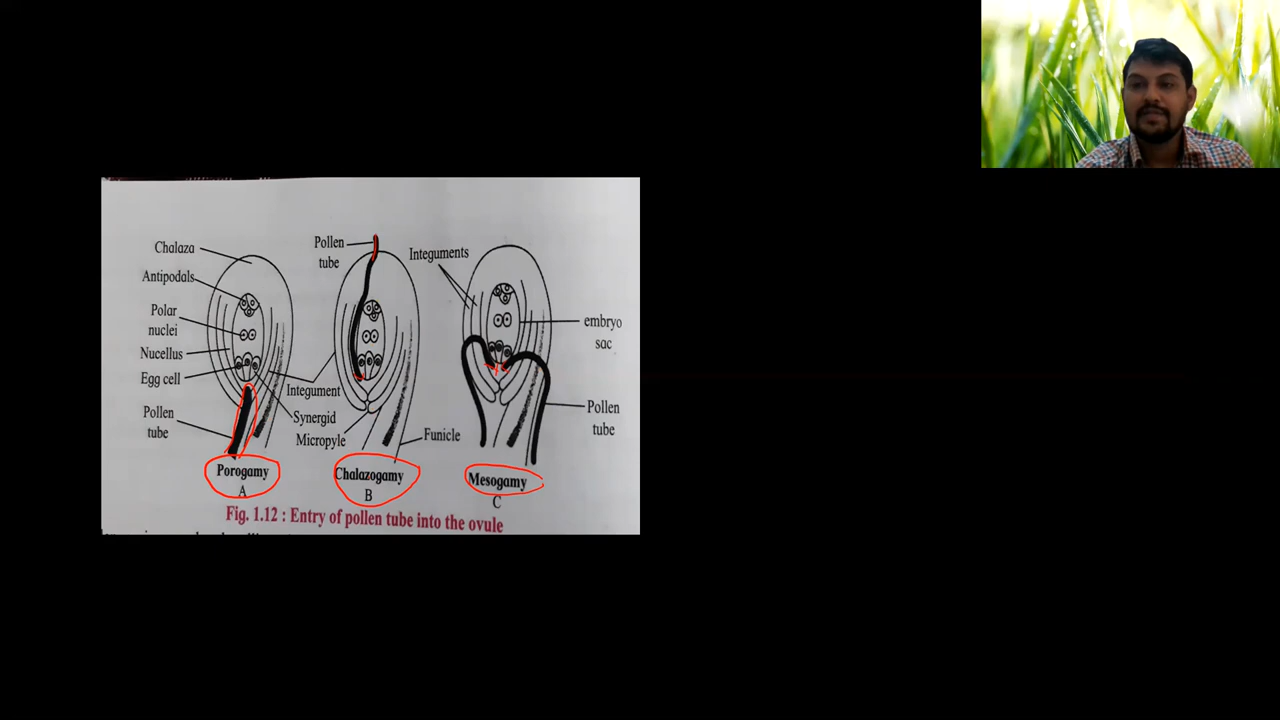 Chalaza
Antipodals
Polar
nuclei
Nucellus
Egg cell
Pollen
tube
Pollen
tube
Integuments
embryo
sac
Integument
Synergid
Micropyle
Funicle
Pollen
tube
Porogamy
A
Chalazogamy
B
Mesogamy
C
Fig. 1.12 : Entry of pollen tube into the ovule